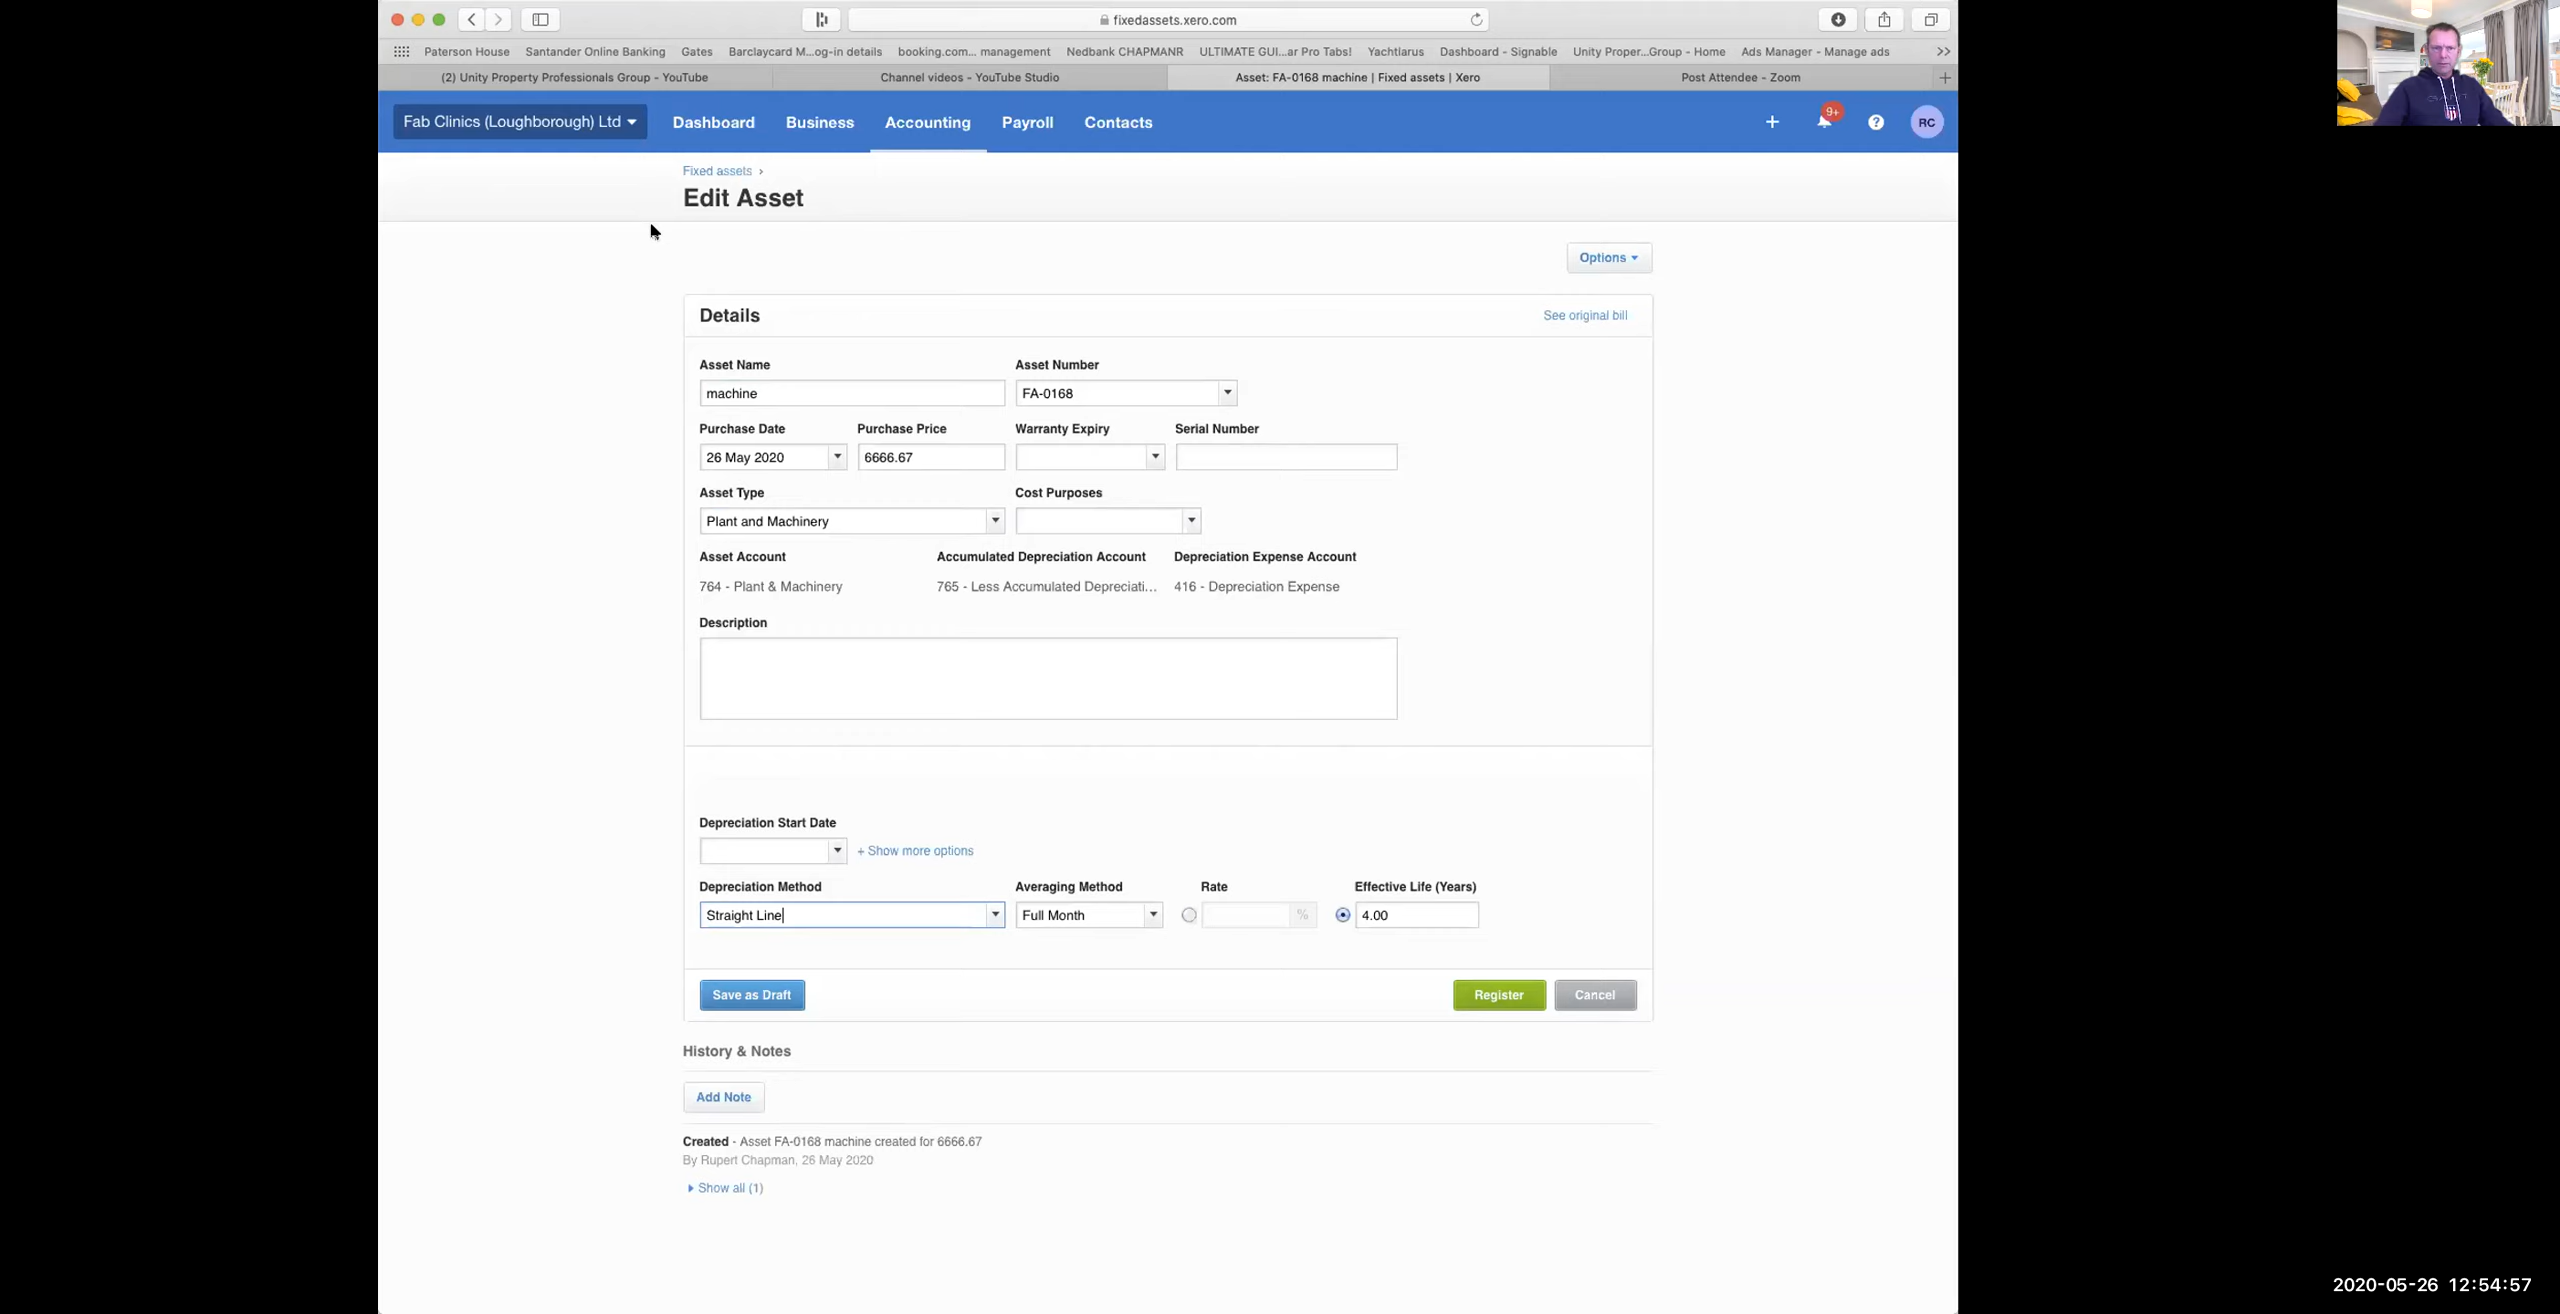 fixedassets.xero.com
Paterson House Santander Online Banking Gates Barclaycard M...og-in details booking.com... management Nedbank CHAPMANR ULTIMATE GUI...ar Pro Tabs! Yachtlarus Dashboard - Signable Unity Proper...Group - Home Ads Manager - Manage ads >>
(2) Unity Property Professionals Group - YouTube Channel videos - YouTube Studio Asset: FA-0168 machine | Fixed assets | Xero Post Attendee - Zoom +
Fab Clinics (Loughborough) Ltd Dashboard Business Accounting Payroll Contacts + 9+ ? RC
Fixed assets ›
Edit Asset
Options
Details See original bill
Asset Name Asset Number
machine FA-0168
Purchase Date Purchase Price Warranty Expiry Serial Number
26 May 2020 6666.67
Asset Type Cost Purposes
Plant and Machinery
Asset Account Accumulated Depreciation Account Depreciation Expense Account
764 - Plant & Machinery 765 - Less Accumulated Depreciati... 416 - Depreciation Expense
Description
Depreciation Start Date
+ Show more options
Depreciation Method Averaging Method Rate Effective Life (Years)
Straight Line Full Month % 4.00
Save as Draft Register Cancel
History & Notes
Add Note
Created - Asset FA-0168 machine created for 6666.67
By Rupert Chapman, 26 May 2020
Show all (1)
2020-05-26 12:54:57